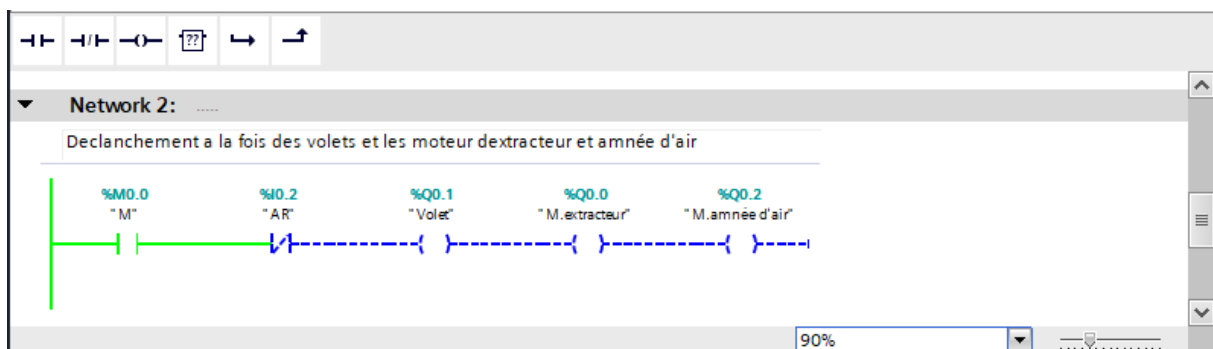 ??
Network 2: .....
Declanchement a la fois des volets et les moteur dextracteur et amnée d'air
%M0.0 %I0.2 %Q0.1 %Q0.0 %Q0.2
"M" "AR" "Volet" "M.extracteur" "M.amnée d'air"
90%